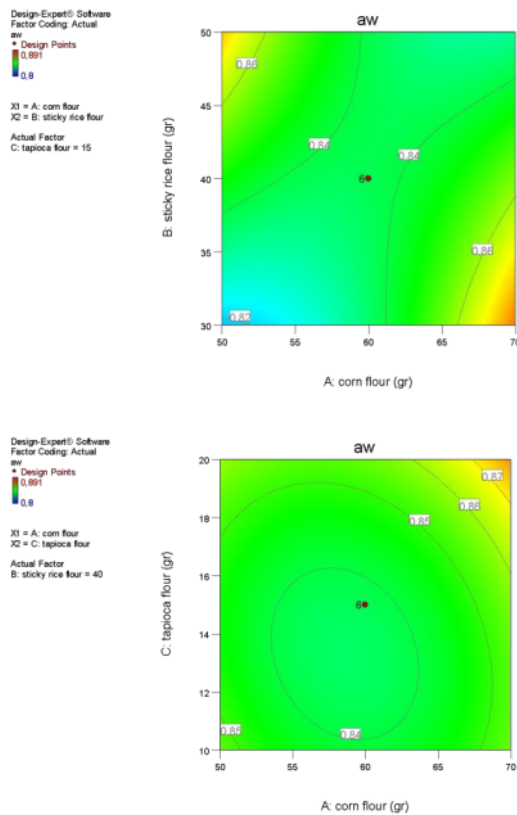 Design-Expert® Software
Factor Coding: Actual
aw
Design Points
0,891
0,8
X1 = A: corn flour
X2 = B: sticky rice flour
Actual Factor
C: tapioca flour = 15
aw
B: sticky rice flour (gr)
50
45
40
35
30
0,86
0,84
0,84
6
0,86
0,82
50
55
60
65
70
A: corn flour (gr)
Design-Expert® Software
Factor Coding: Actual
aw
Design Points
0,891
0,8
X1 = A: corn flour
X2 = C: tapioca flour
Actual Factor
B: sticky rice flour = 40
aw
C: tapioca flour (gr)
20
18
16
14
12
10
0,87
0,86
0,85
6
0,85
0,84
50
55
60
65
70
A: corn flour (gr)